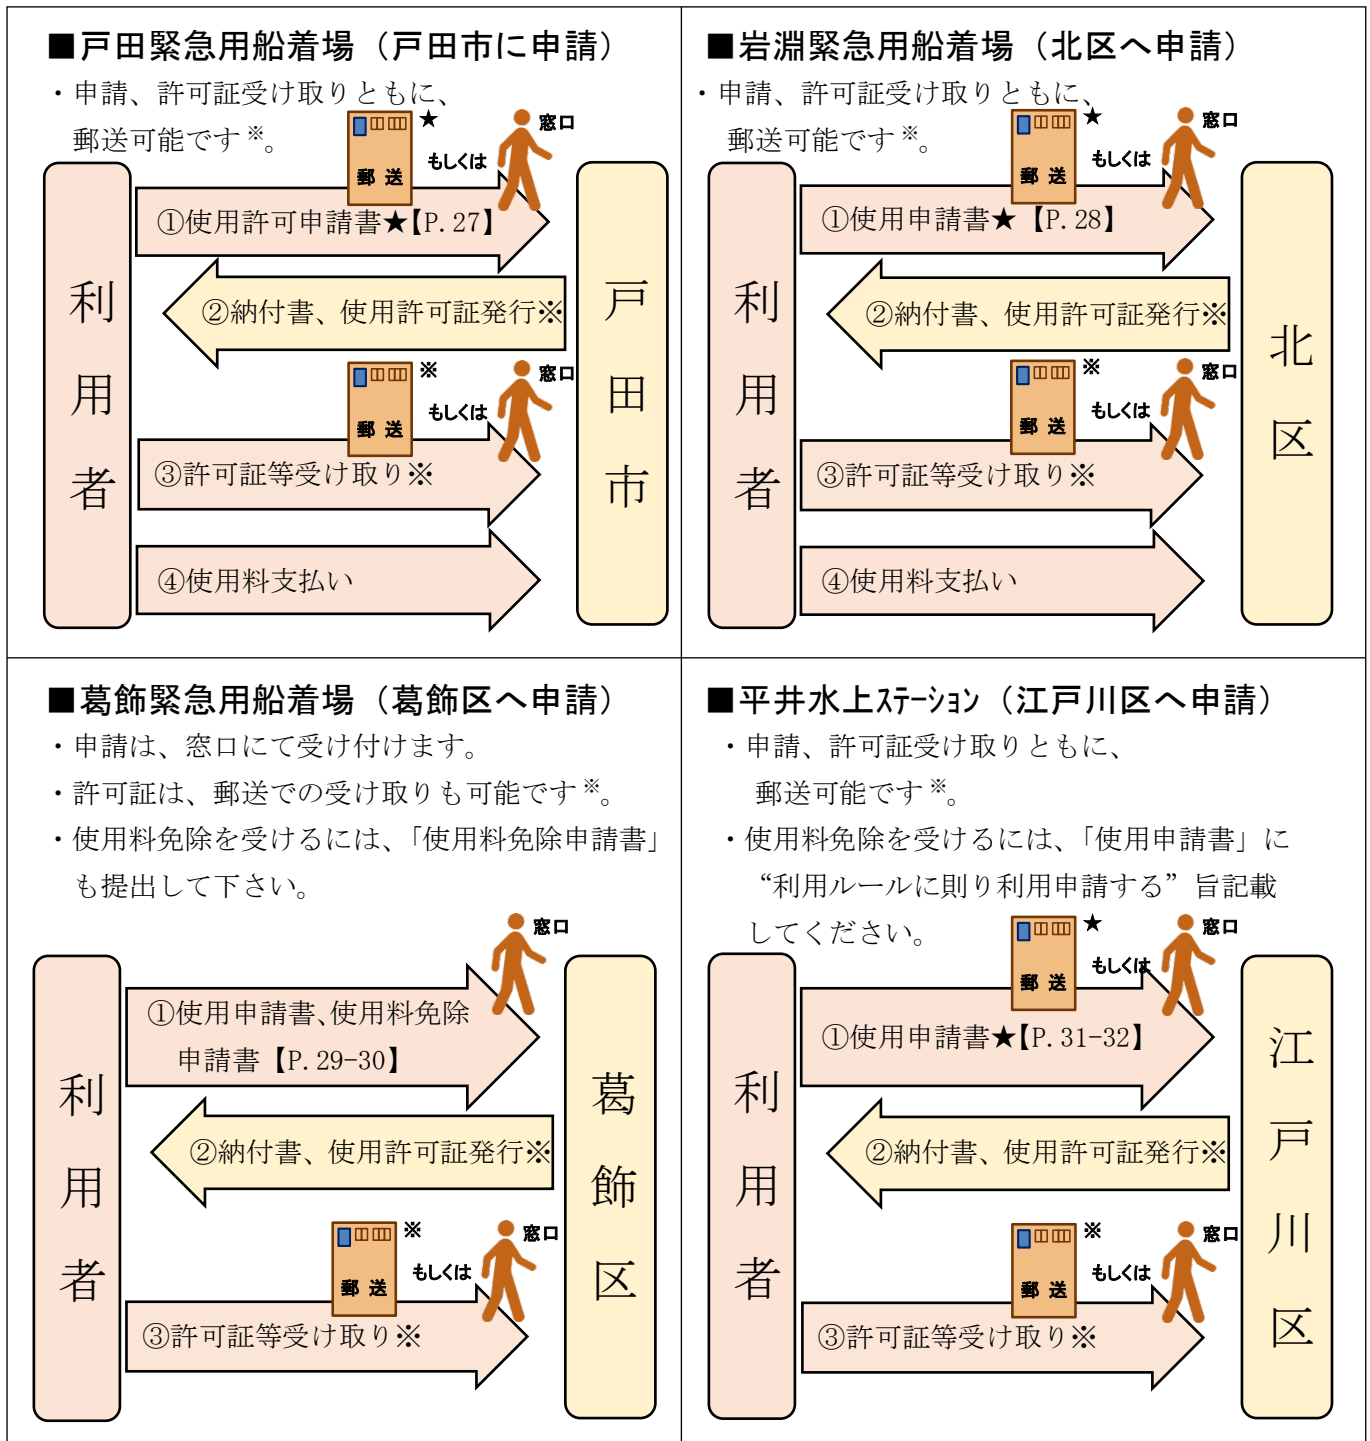 ■戸田緊急用船着場（戸田市に申請）
・申請、許可証受け取りともに、
郵送可能です※。
★
窓口
郵 送
もしくは
①使用許可申請書★【P.27】
②納付書、使用許可証発行※
※
窓口
郵 送
もしくは
③許可証等受け取り※
④使用料支払い
利用者
戸田市
■岩淵緊急用船着場（北区へ申請）
・申請、許可証受け取りともに、
郵送可能です※。
★
窓口
郵 送
もしくは
①使用申請書★【P.28】
②納付書、使用許可証発行※
※
窓口
郵 送
もしくは
③許可証等受け取り※
④使用料支払い
利用者
北区
■葛飾緊急用船着場（葛飾区へ申請）
・申請は、窓口にて受け付けます。
・許可証は、郵送での受け取りも可能です※。
・使用料免除を受けるには、「使用料免除申請書」
も提出して下さい。
窓口
①使用申請書、使用料免除
申請書【P.29-30】
②納付書、使用許可証発行※
※
窓口
郵 送
もしくは
③許可証等受け取り※
利用者
葛飾区
■平井水上ｽﾃｰｼｮﾝ（江戸川区へ申請）
・申請、許可証受け取りともに、
郵送可能です※。
・使用料免除を受けるには、「使用申請書」に
“利用ルールに則り利用申請する”旨記載
してください。
★
窓口
郵 送
もしくは
①使用申請書★【P.31-32】
②納付書、使用許可証発行※
※
窓口
郵 送
もしくは
③許可証等受け取り※
利用者
江戸川区